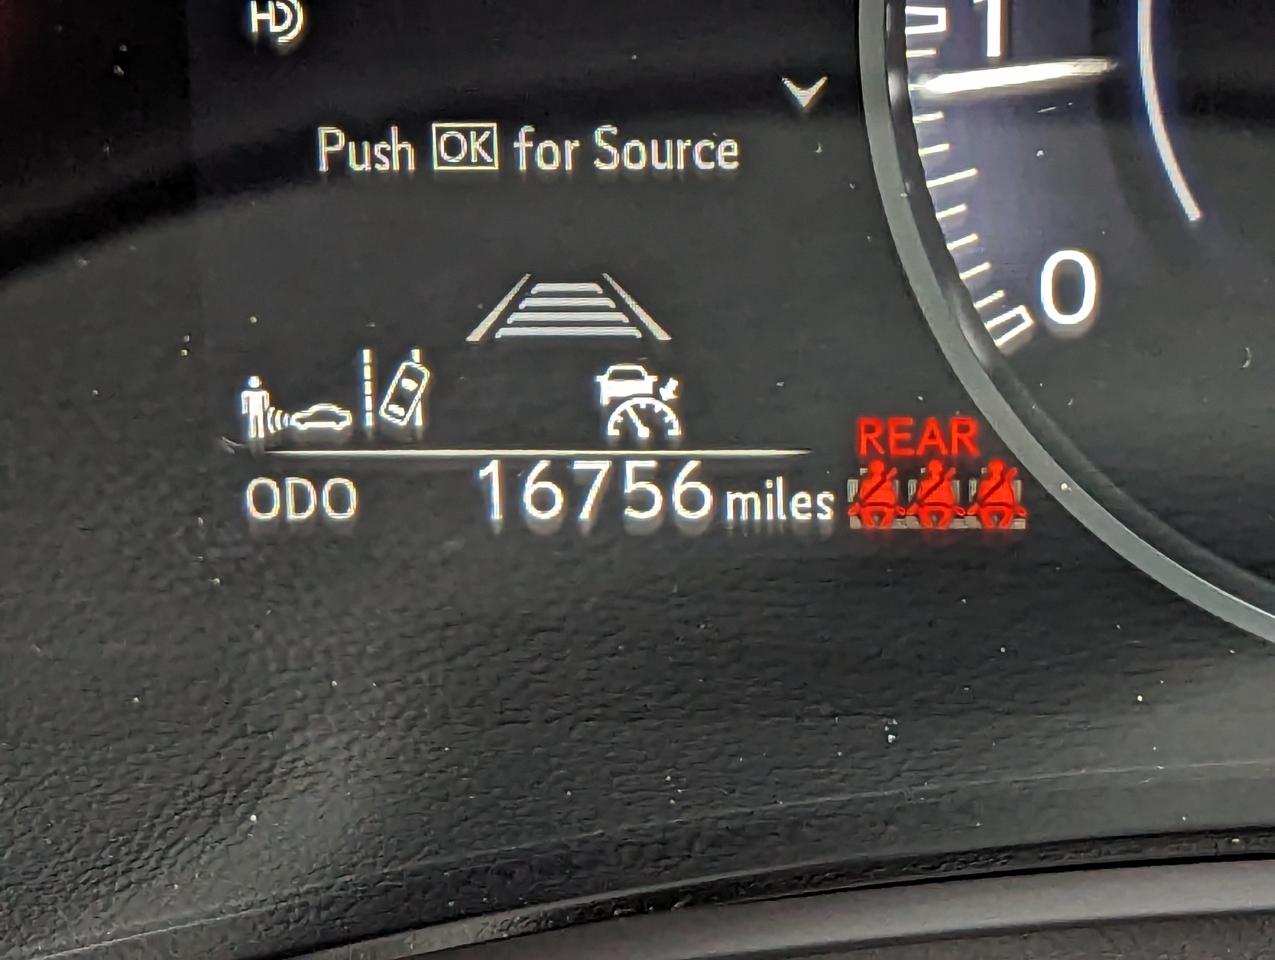 HD
1
Push OK for Source
0
REAR
ODO 16756 miles